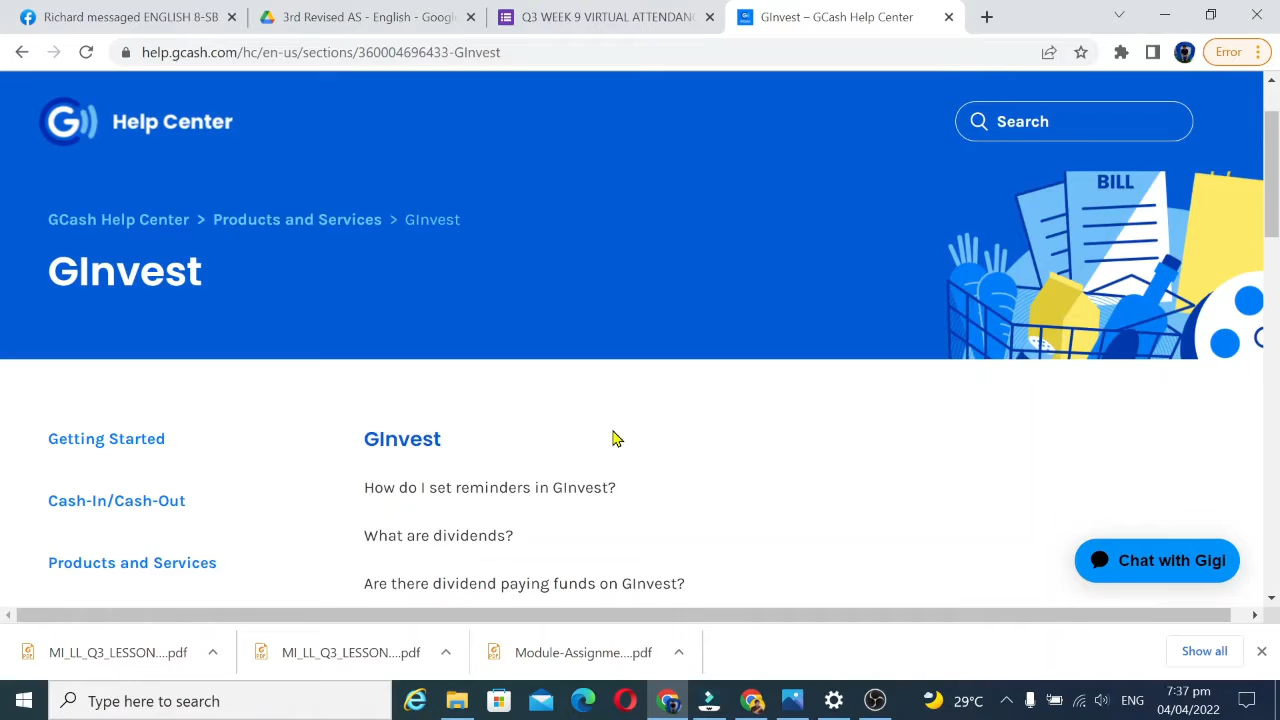 Richard messaged ENGLISH 8-SB
3rd Revised AS - English - Google
Q3 WEEK 9 VIRTUAL ATTENDANC
GInvest – GCash Help Center
help.gcash.com/hc/en-us/sections/360004696433-GInvest
Error
G
Help Center
Search
BILL
GCash Help Center > Products and Services > GInvest
GInvest
Getting Started
GInvest
How do I set reminders in GInvest?
Cash-In/Cash-Out
What are dividends?
Products and Services
Chat with Gigi
Are there dividend paying funds on GInvest?
MI_LL_Q3_LESSON....pdf
MI_LL_Q3_LESSON....pdf
Module-Assignme....pdf
Show all
Type here to search
29°C
ENG
7:37 pm
04/04/2022